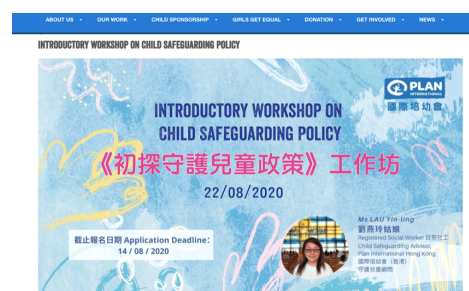 ABOUT US
OUR WORK
CHILD SPONSORSHIP
GIRLS GET EQUAL
DONATION
GET INVOLVED
NEWS
INTRODUCTORY WORKSHOP ON CHILD SAFEGUARDING POLICY
PLAN
INTERNATIONAL
國際培幼會
INTRODUCTORY WORKSHOP ON
CHILD SAFEGUARDING POLICY
《初探守護兒童政策》工作坊
22/08/2020
截止報名日期 Application Deadline:
14 / 08 / 2020
Ms LAU Yin-ling
劉燕玲姑娘
Registered Social Worker 註冊社工
Child Safeguarding Advisor,
Plan International Hong Kong
國際培幼會（香港）
守護兒童顧問